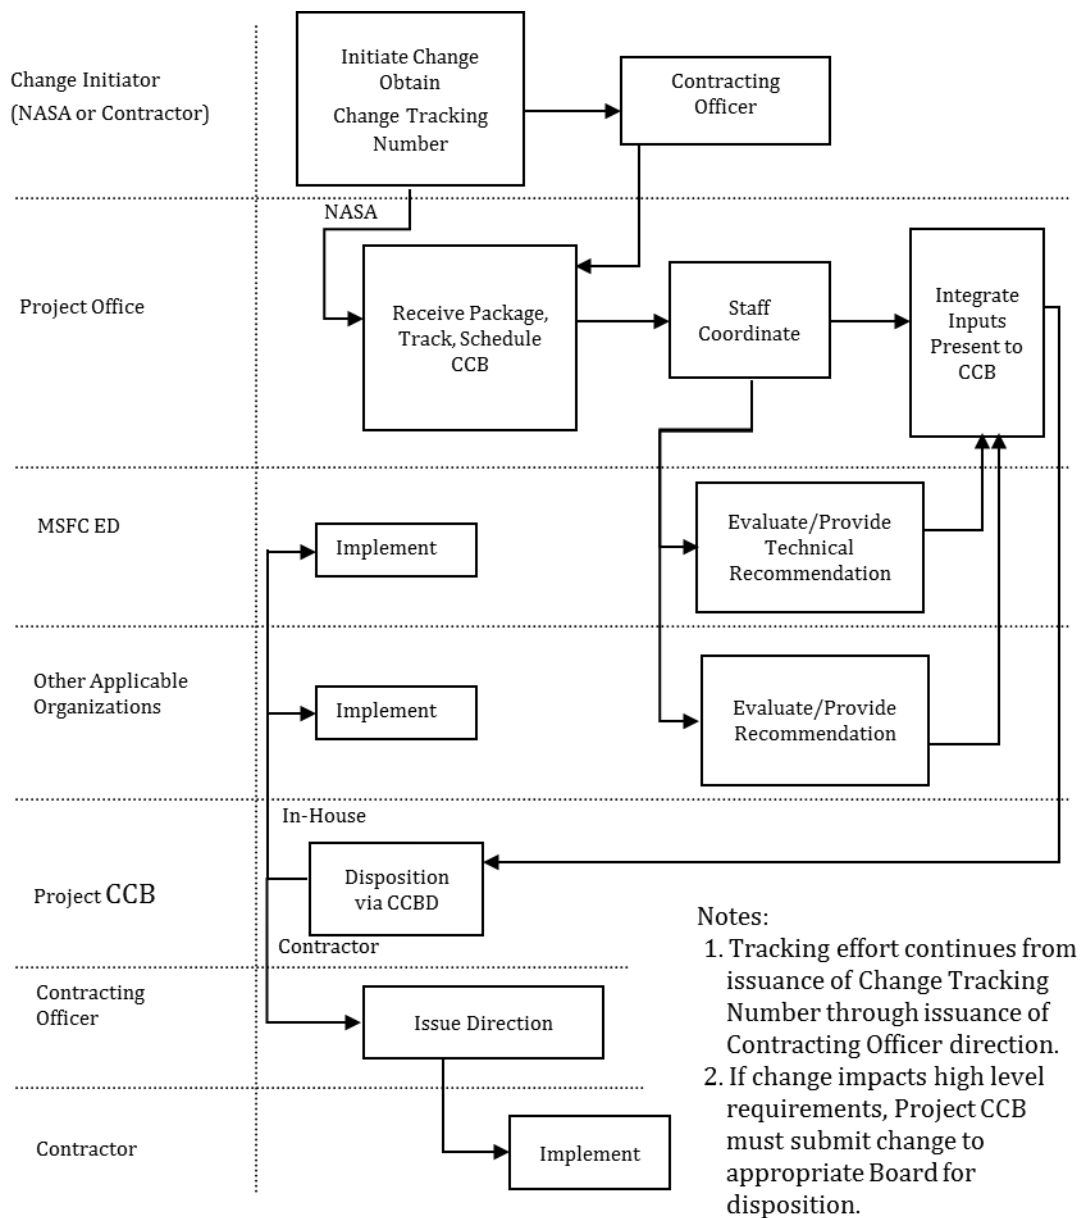 Change Initiator
(NASA or Contractor)
Initiate Change
Obtain
Change Tracking
Number
Contracting
Officer
NASA
Project Office
Receive Package,
Track, Schedule
CCB
Staff
Coordinate
Integrate
Inputs
Present to
CCB
MSFC ED
Implement
Evaluate/Provide
Technical
Recommendation
Other Applicable
Organizations
Implement
Evaluate/Provide
Recommendation
In-House
Project CCB
Disposition
via CCBD
Contractor
Contracting
Officer
Issue Direction
Contractor
Implement
Notes:
1. Tracking effort continues from
issuance of Change Tracking
Number through issuance of
Contracting Officer direction.
2. If change impacts high level
requirements, Project CCB
must submit change to
appropriate Board for
disposition.